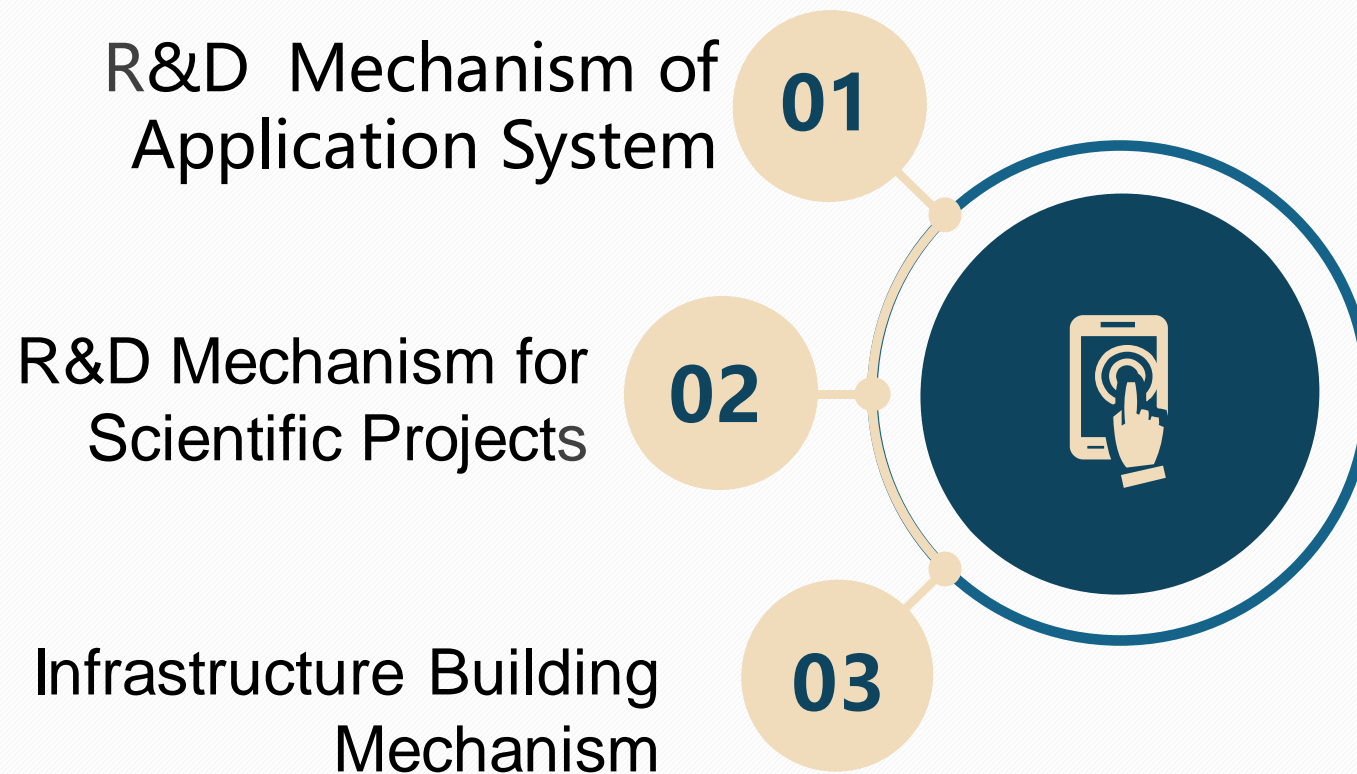 R&D Mechanism of
Application System
01
R&D Mechanism for
Scientific Projects
02
Infrastructure Building
Mechanism
03